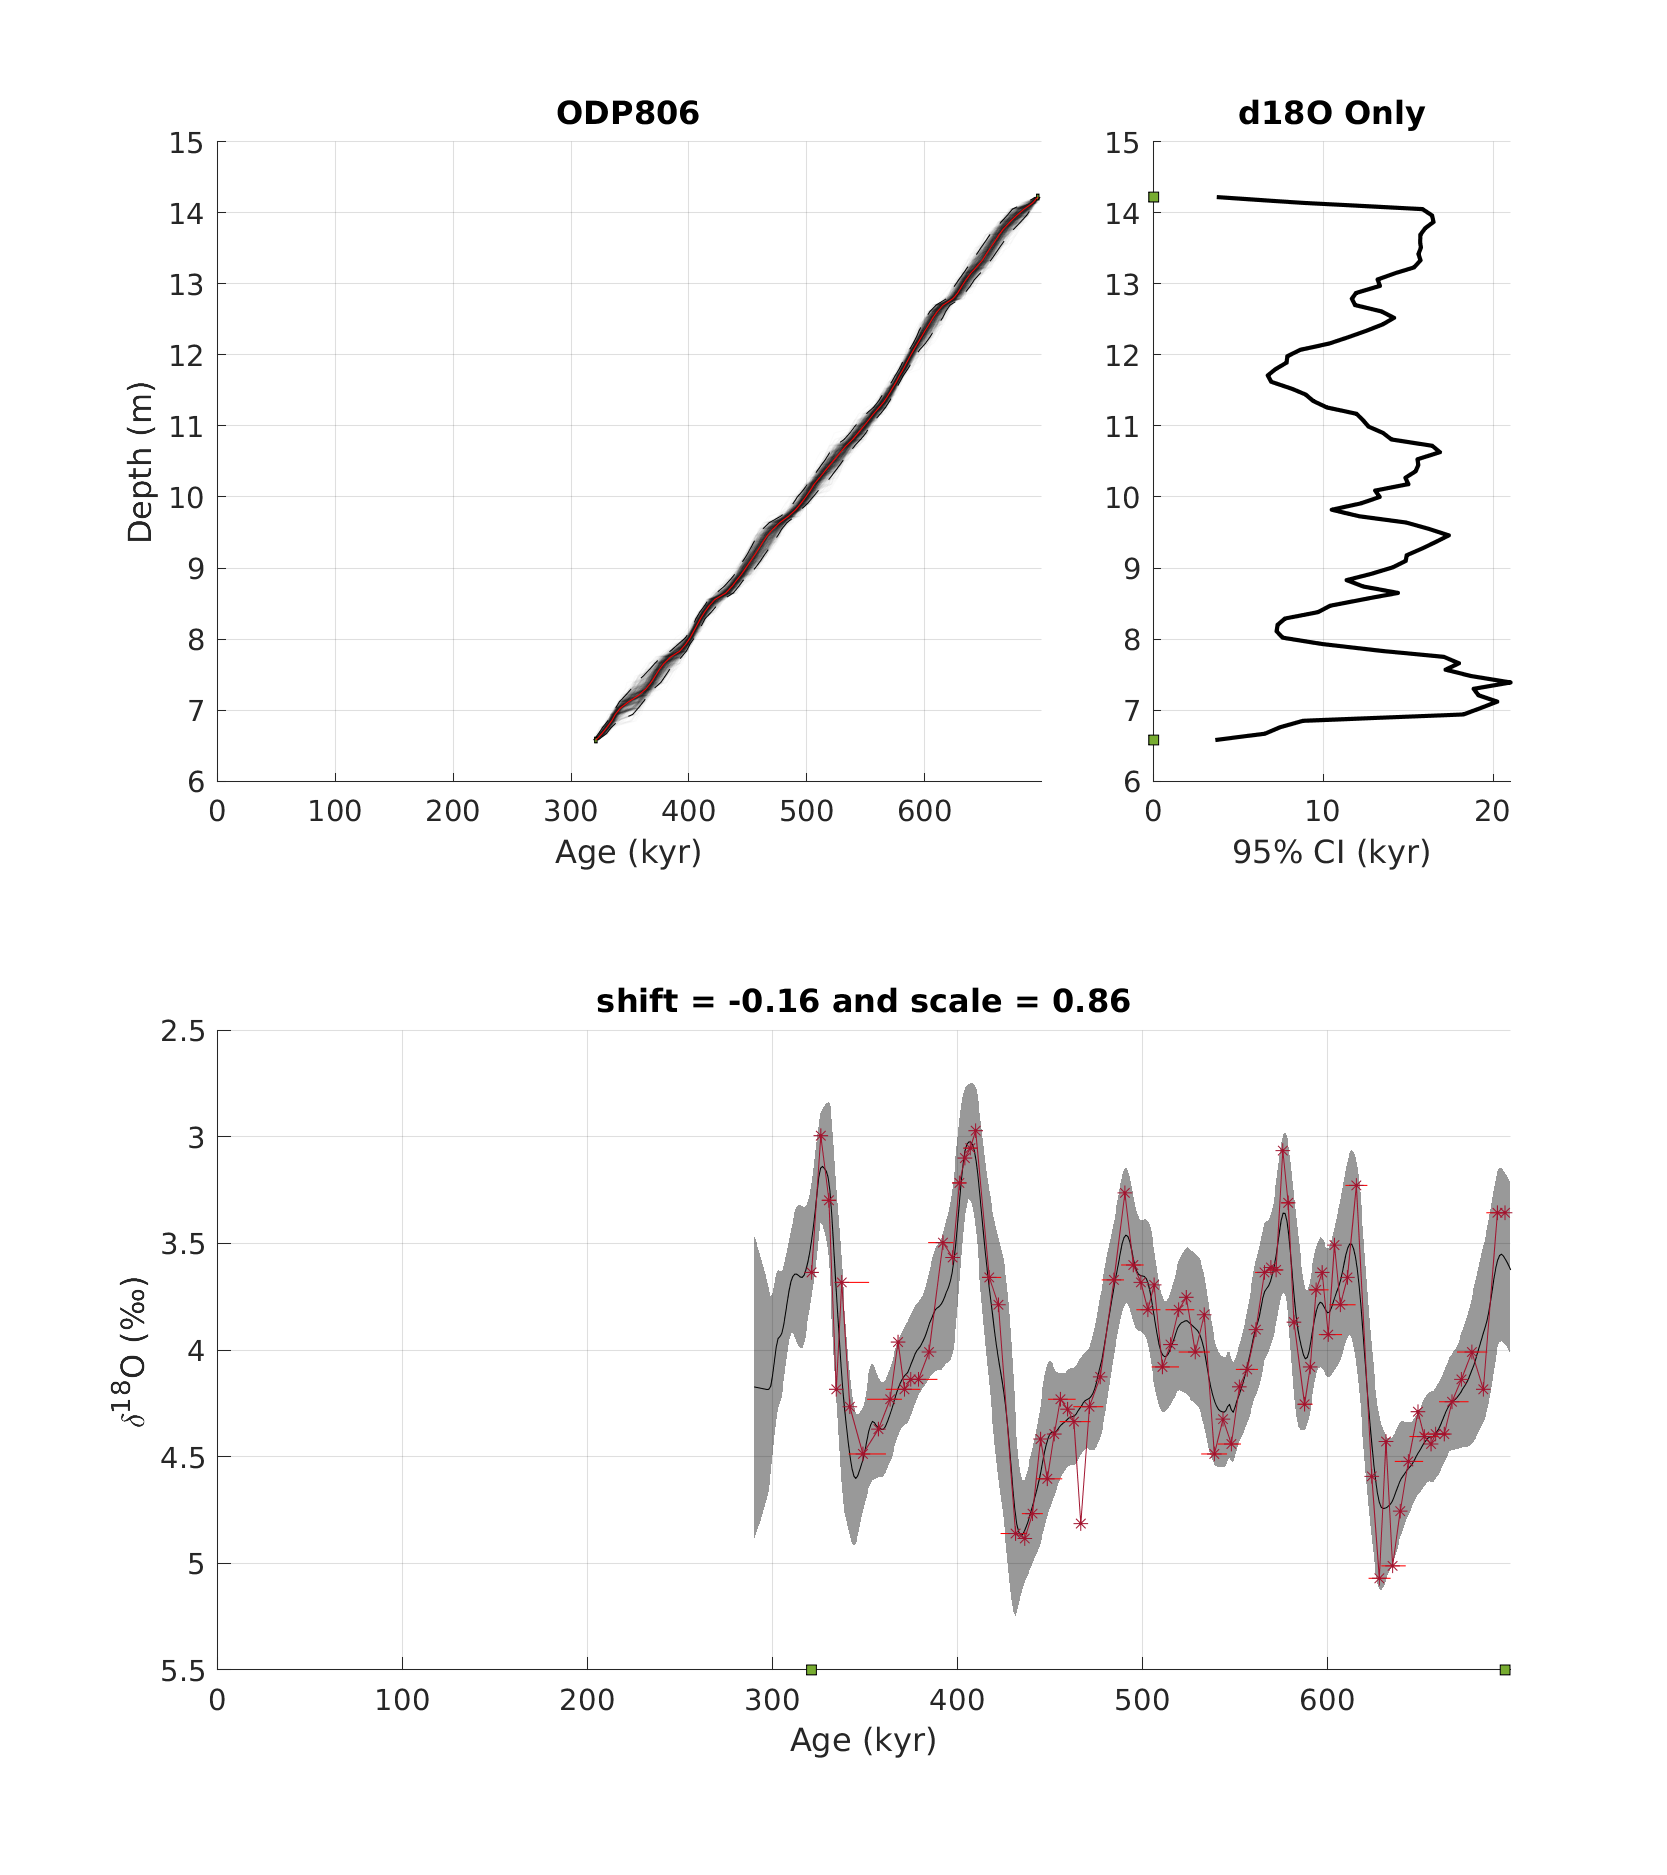 ODP806
15
14
13
12
11
10
9
8
7
6
Depth (m)
0 100 200 300 400 500 600
Age (kyr)
d18O Only
15
14
13
12
11
10
9
8
7
6
0 10 20
95% CI (kyr)
shift = -0.16 and scale = 0.86
2.5
3
3.5
4
4.5
5
5.5
δ18O (‰)
0 100 200 300 400 500 600
Age (kyr)